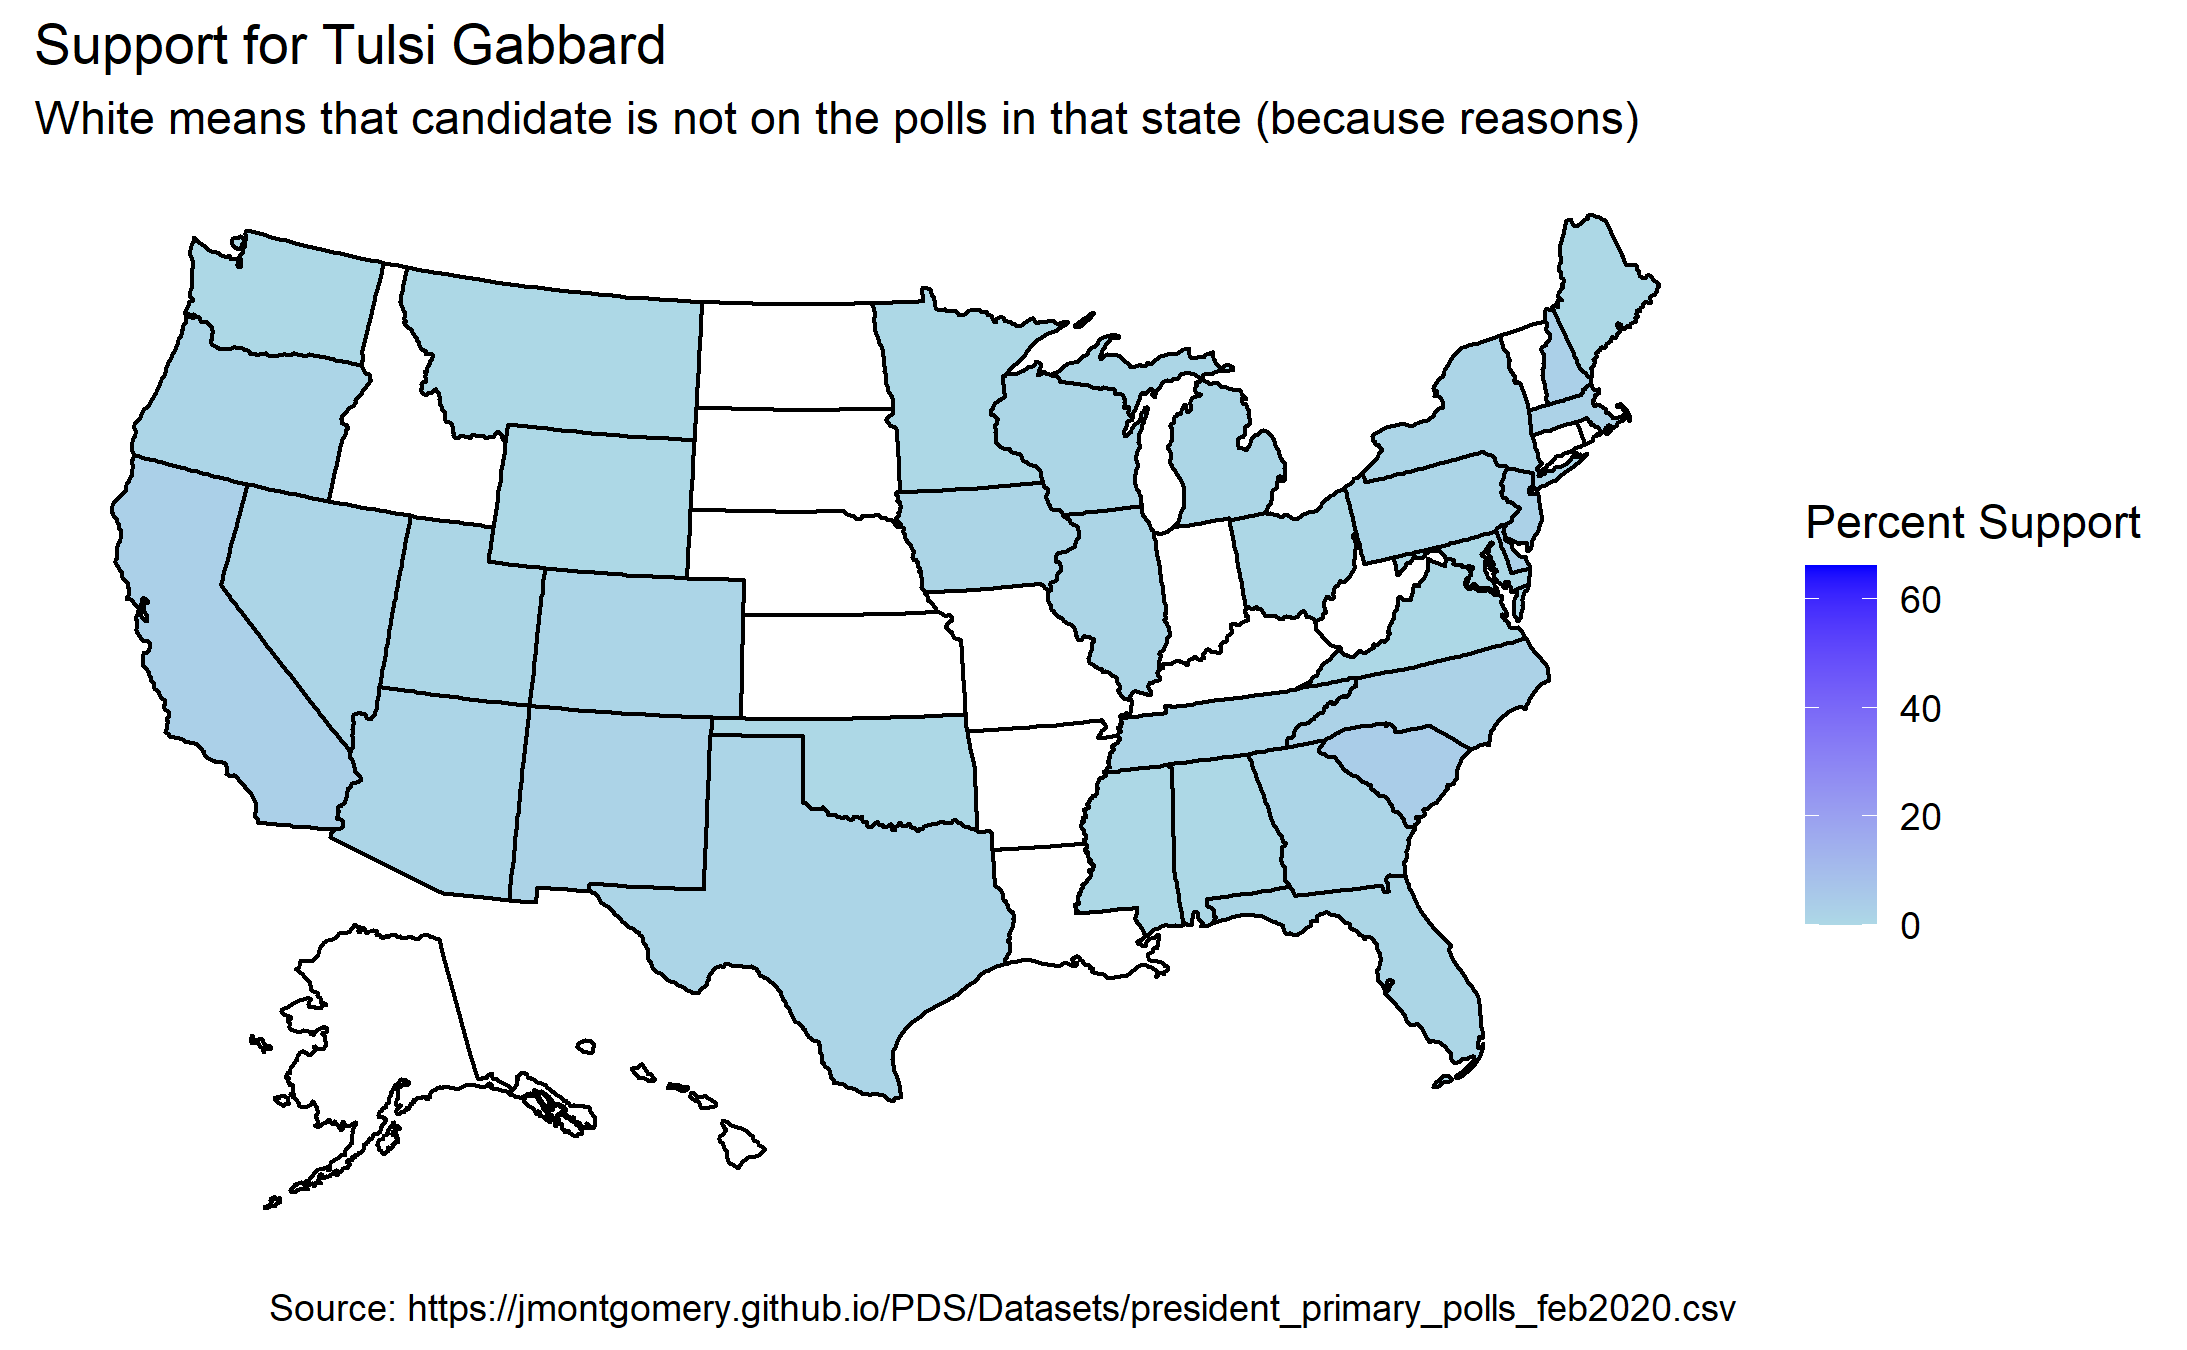 Support for Tulsi Gabbard
White means that candidate is not on the polls in that state (because reasons)
Percent Support
60
40
20
0
Source: https://jmontgomery.github.io/PDS/Datasets/president_primary_polls_feb2020.csv